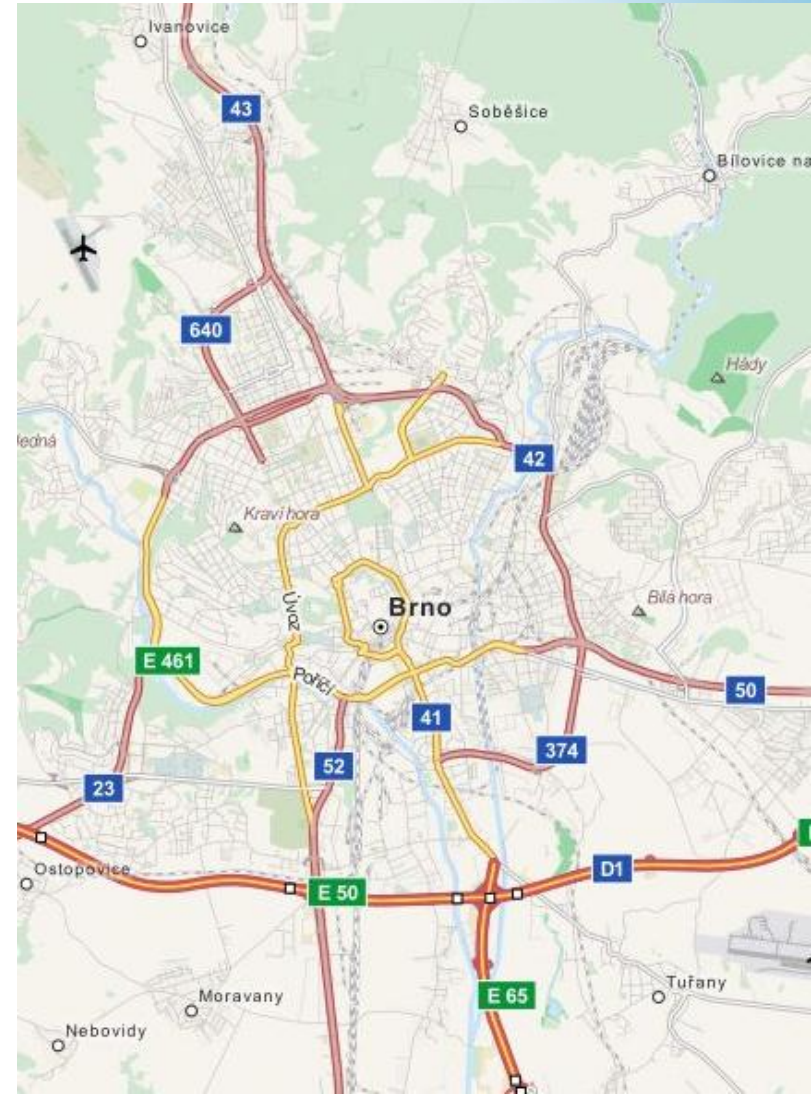 Ivanovice
43
Soběšice
Bílovice na
640
Hády
Jedná
42
Kraví hora
Úvoz
Brno
Bílá hora
E 461
Poříčí
50
41
374
52
23
Ostopovice
E 50
D1
E 65
Tuřany
Moravany
Nebovidy